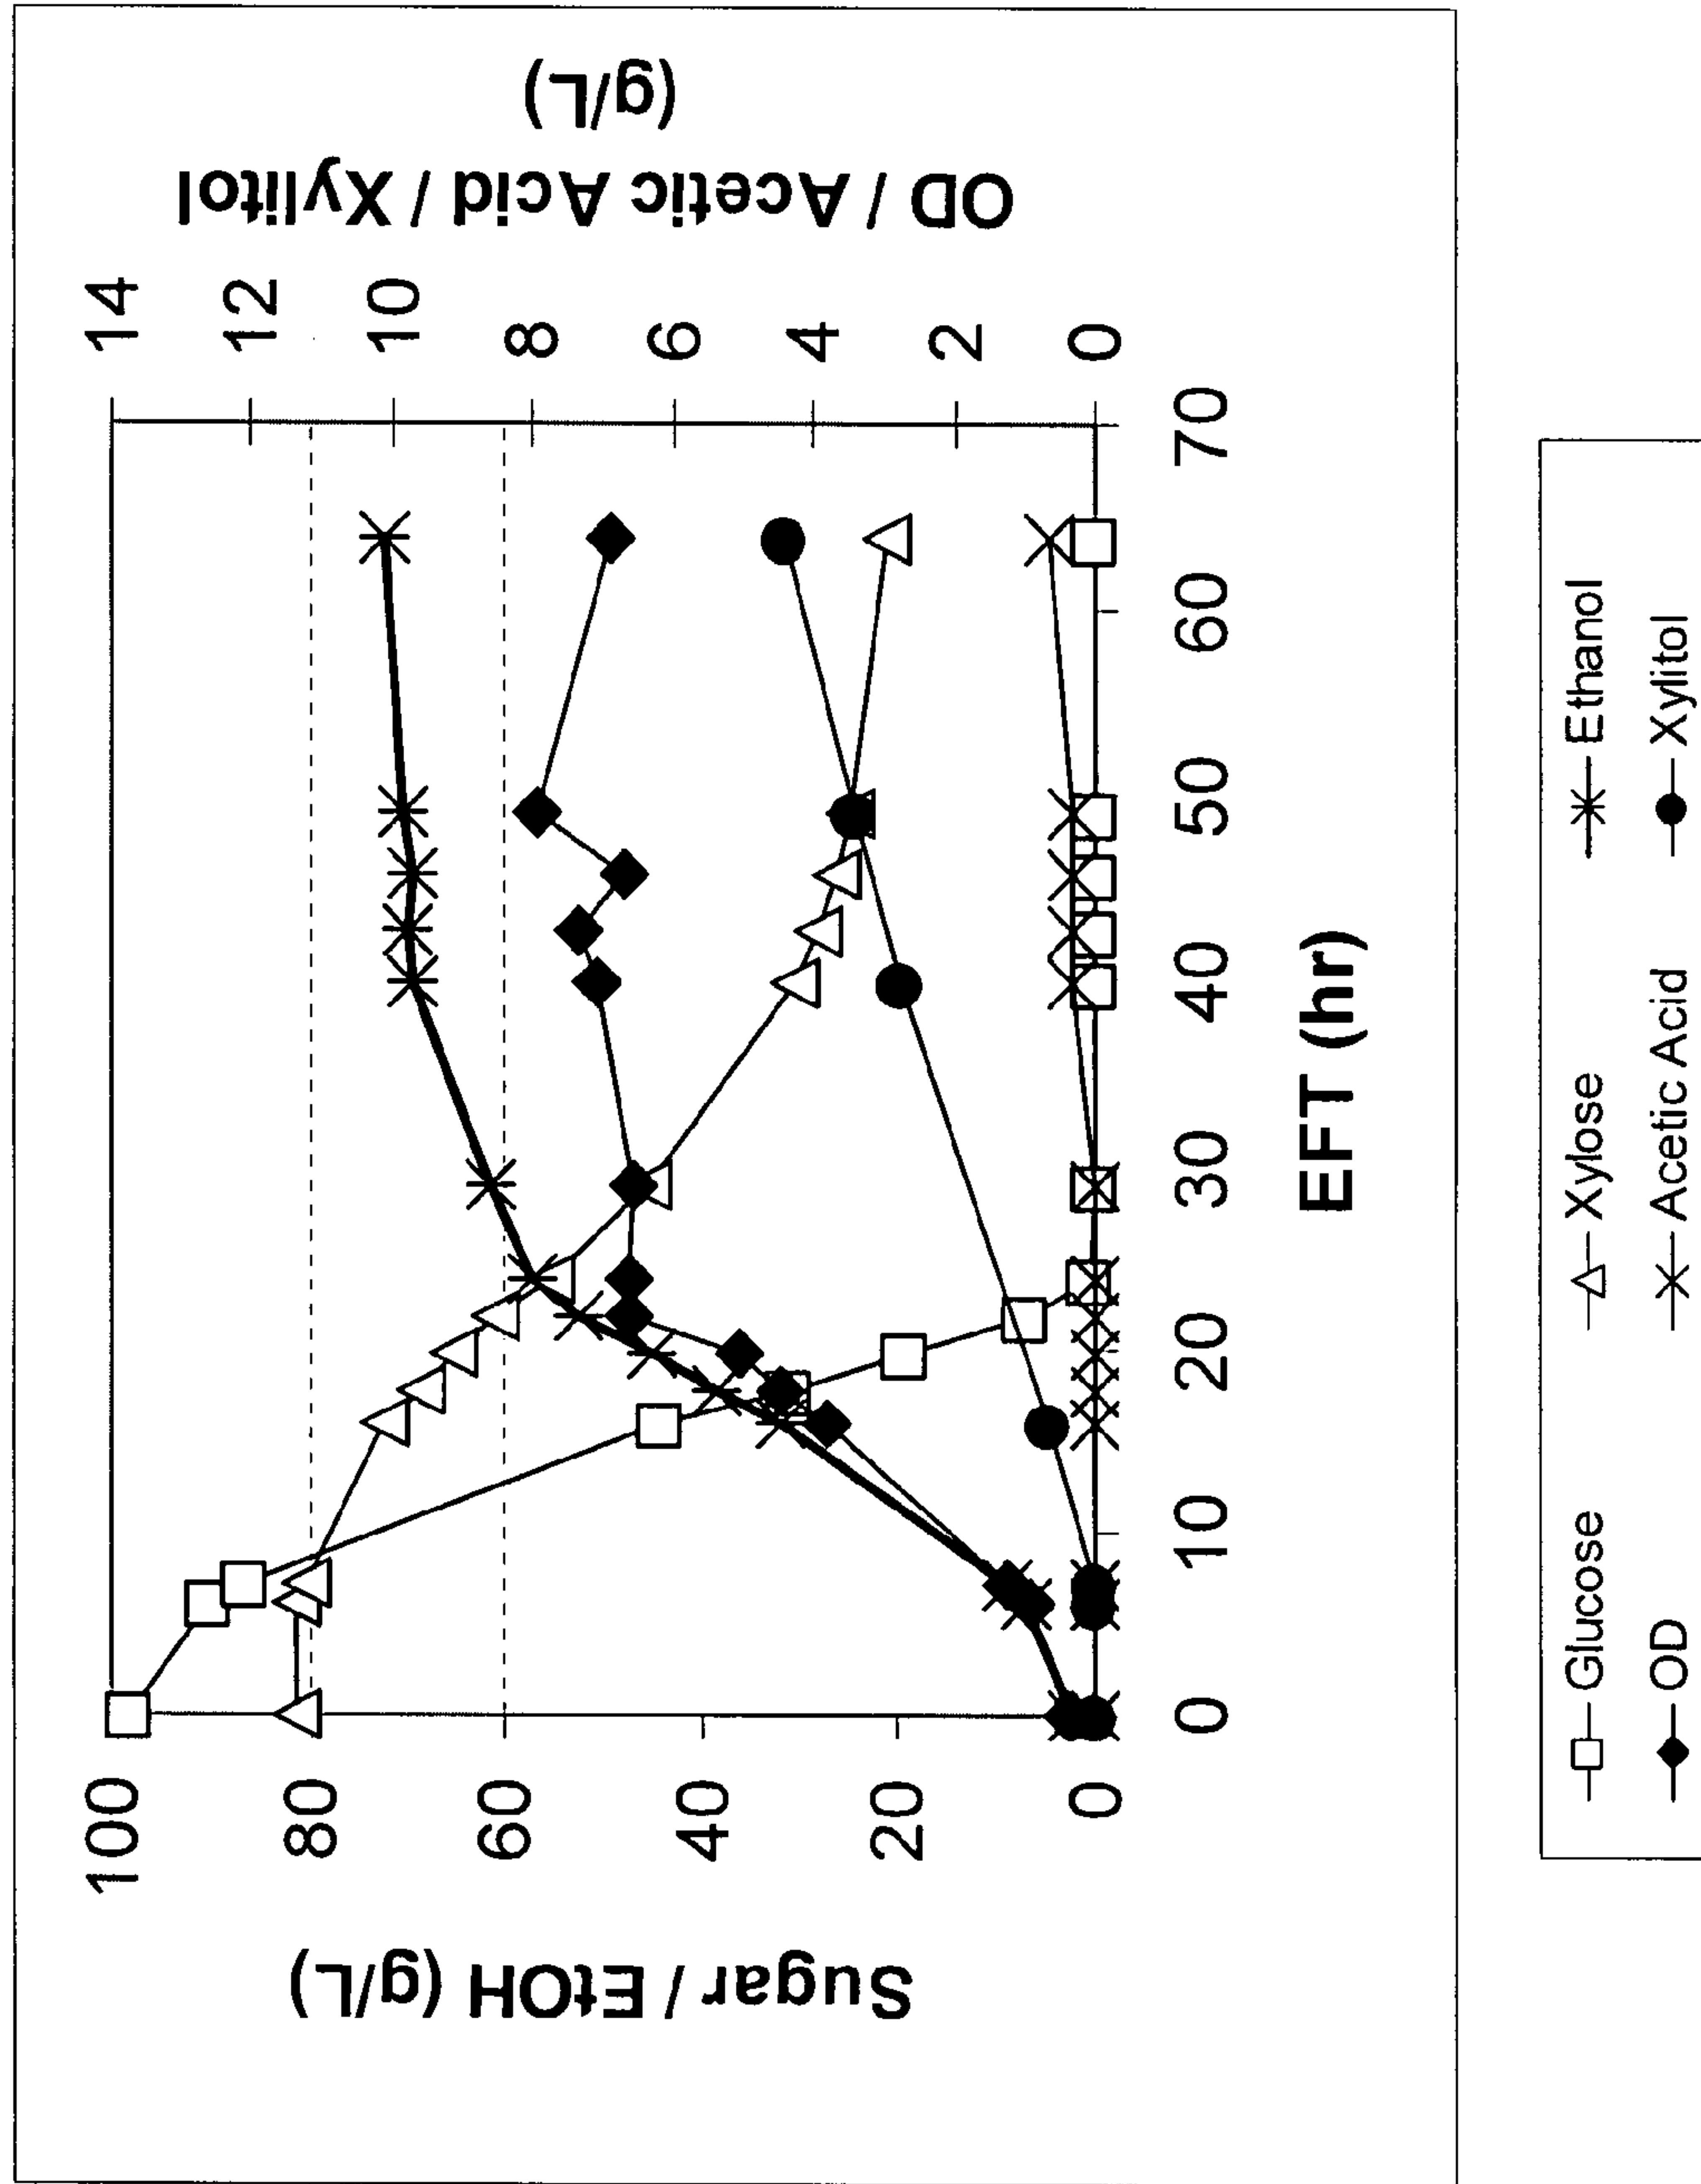 Sugar / EtOH (g/L)
100
80
60
40
20
0
OD / Acetic Acid / Xylitol
(g/L)
14
12
10
8
6
4
2
0
0 10 20 30 40 50 60 70
EFT (hr)
Glucose Xylose Ethanol
OD Acetic Acid Xylitol